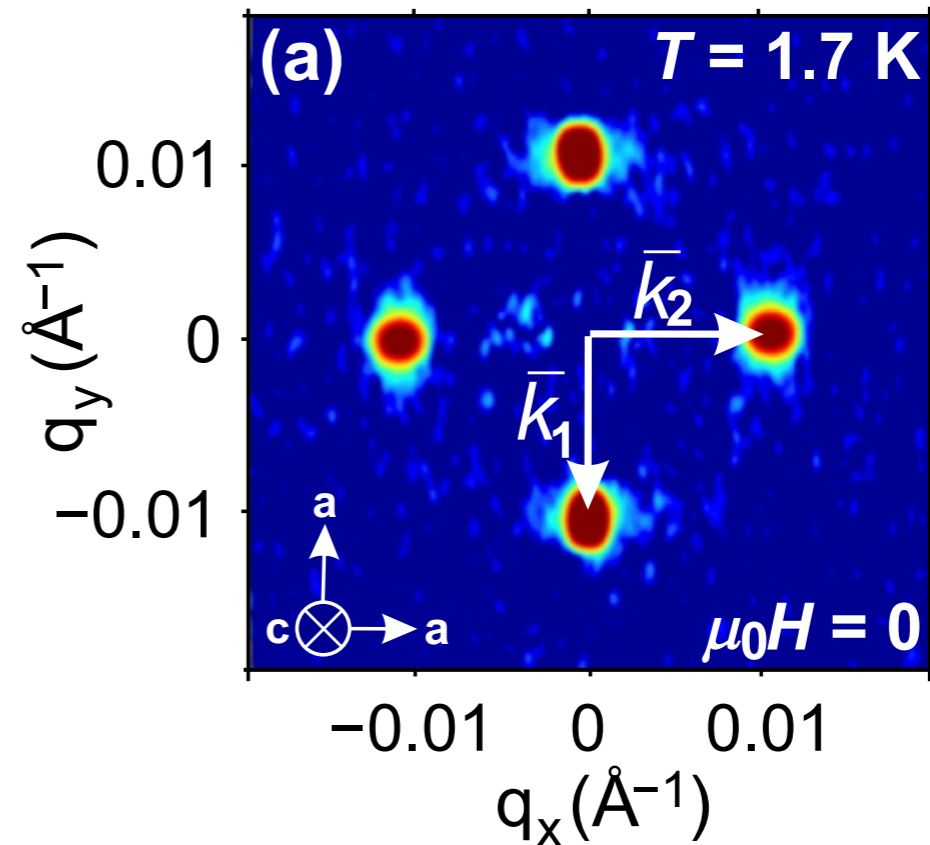 (a)
T = 1.7 K
0.01
0
−0.01
q_y (Å⁻¹)
k̅₂
k̅₁
a
c
a
μ₀H = 0
−0.01 0 0.01
qₓ (Å⁻¹)